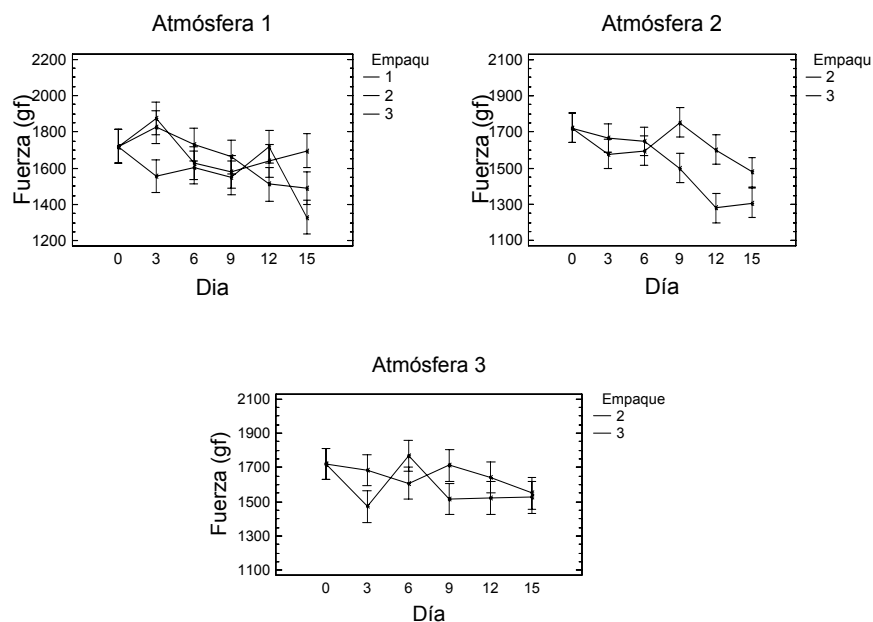 Atmósfera 1
Empaqu
1
2
3
Fuerza (gf)
2200
2000
1800
1600
1400
1200
0 3 6 9 12 15
Dia
Atmósfera 2
Empaqu
2
3
Fuerza (gf)
2100
1900
1700
1500
1300
1100
0 3 6 9 12 15
Día
Atmósfera 3
Empaque
2
3
Fuerza (gf)
2100
1900
1700
1500
1300
1100
0 3 6 9 12 15
Día